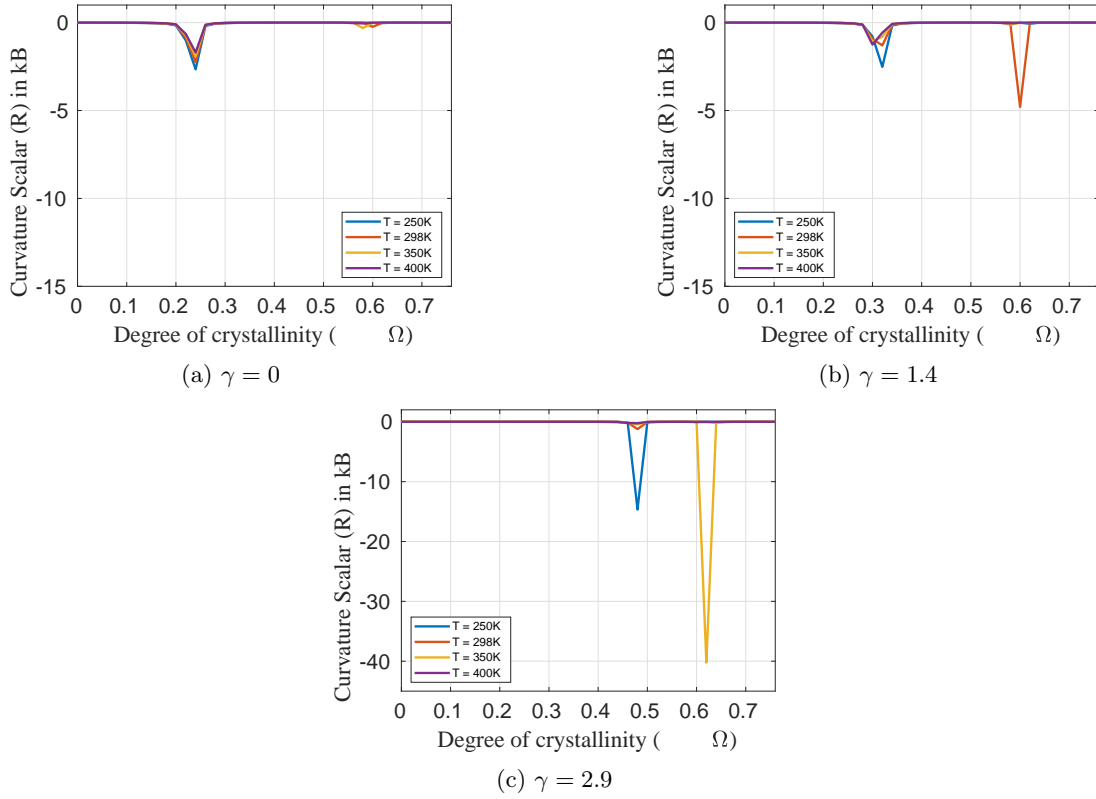 Curvature Scalar (R) in kB
0
-5
-10
-15
T = 250K
T = 298K
T = 350K
T = 400K
0 0.1 0.2 0.3 0.4 0.5 0.6 0.7
Degree of crystallinity ( Ω)
(a) γ = 0
Curvature Scalar (R) in kB
0
-5
-10
-15
T = 250K
T = 298K
T = 350K
T = 400K
0 0.1 0.2 0.3 0.4 0.5 0.6 0.7
Degree of crystallinity ( Ω)
(b) γ = 1.4
Curvature Scalar (R) in kB
0
-10
-20
-30
-40
T = 250K
T = 298K
T = 350K
T = 400K
0 0.1 0.2 0.3 0.4 0.5 0.6 0.7
Degree of crystallinity ( Ω)
(c) γ = 2.9